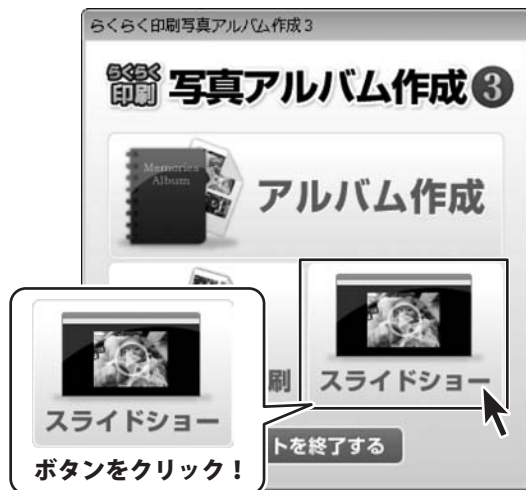 らくらく印刷写真アルバム作成3
らくらく
印刷 写真アルバム作成3
Memories
Album
アルバム作成
刷
スライドショー
スライドショー
ボタンをクリック!
トを終了する